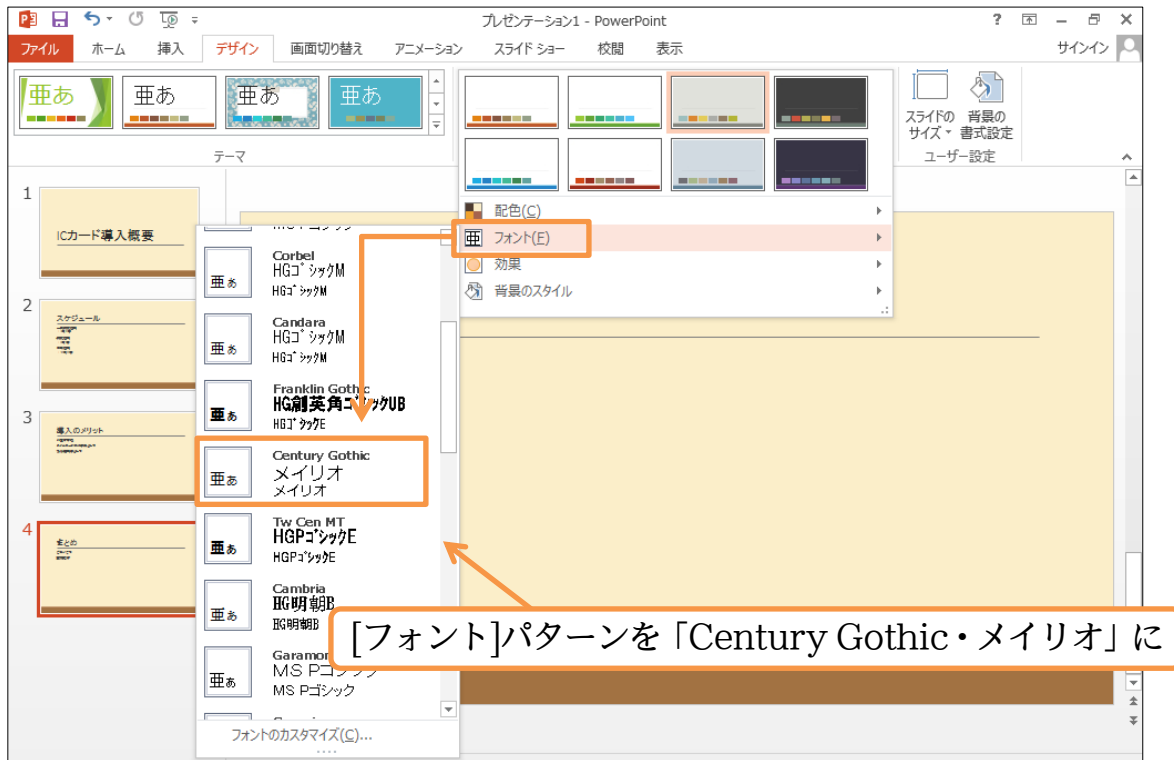 プレゼンテーション1 - PowerPoint
ファイル ホーム 挿入 デザイン 画面切り替え アニメーション スライド ショー 校閲 表示 サインイン
亜あ 亜あ 亜あ 亜あ
スライドの サイズ 背景の 書式設定
テーマ ユーザー設定
配色(C)
フォント(F)
効果
背景のスタイル
1
ICカード導入概要
2
スケジュール
3
導入のメリット
4
まとめ
Corbel
亜あ HGゴシックM
HGゴシックM
Candara
亜あ HGゴシックM
HGゴシックM
Franklin Gothic
亜あ HG創英角ゴシックUB
HGゴシックE
Century Gothic
亜あ メイリオ
メイリオ
Tw Cen MT
亜あ HGPゴシックE
HGPゴシックE
Cambria
亜あ HG明朝B
HG明朝B
亜あ MS Pゴシック
MS Pゴシック
フォントのカスタマイズ(C)...
[フォント]パターンを「Century Gothic・メイリオ」に